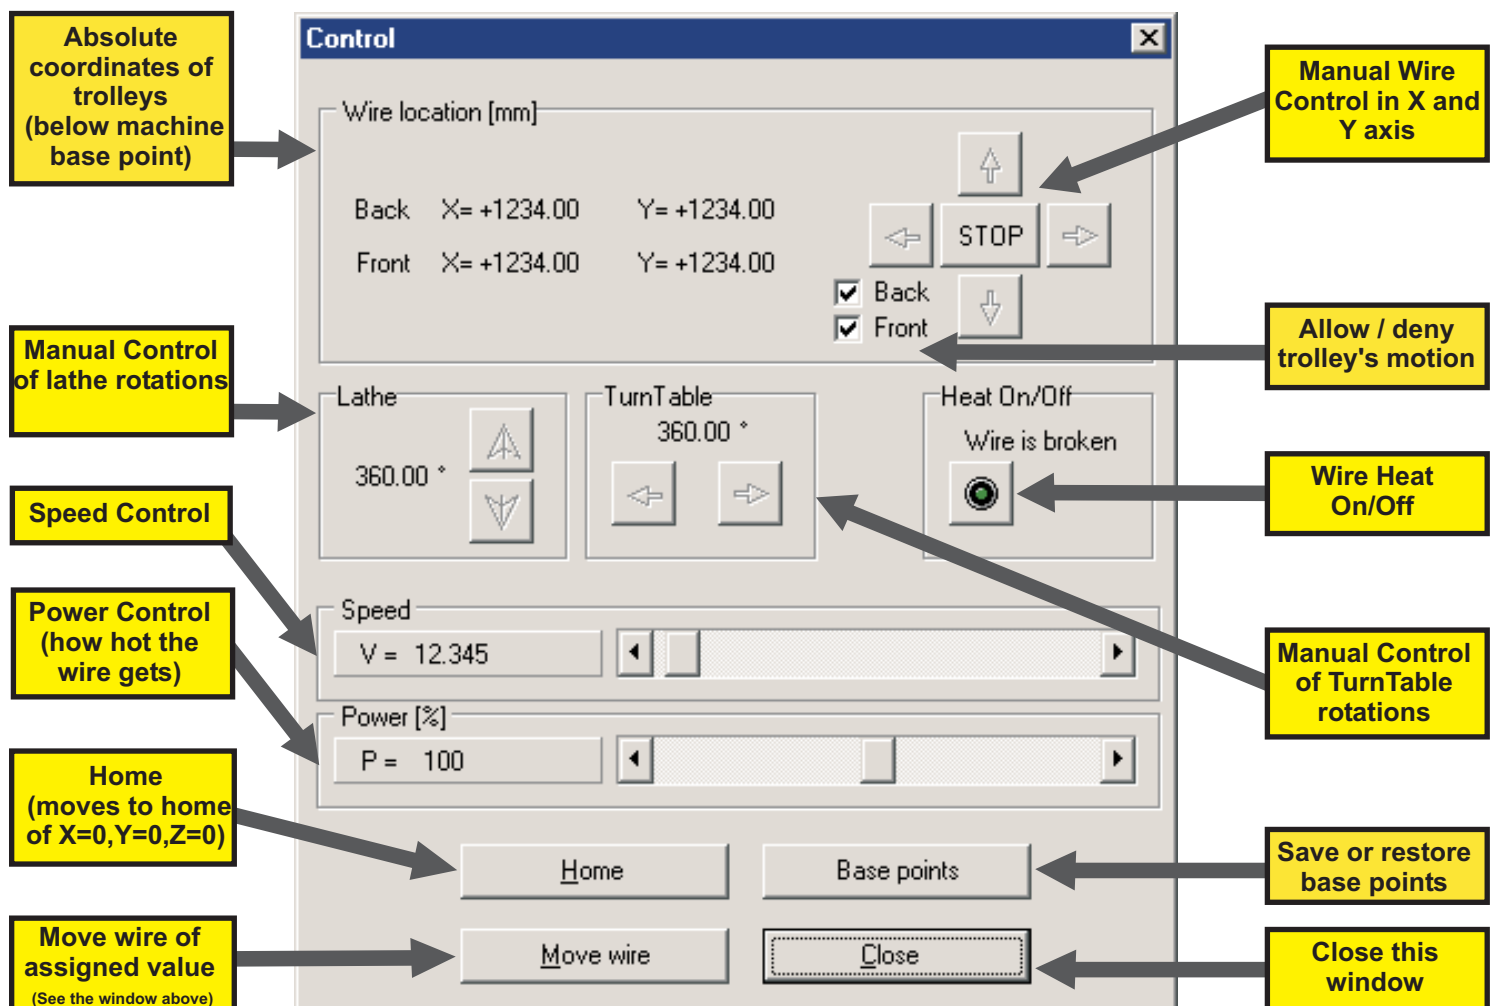 Absolute
coordinates of
trolleys
(below machine
base point)
Manual Control
of lathe rotations
Speed Control
Power Control
(how hot the
wire gets)
Home
(moves to home
of X=0,Y=0,Z=0)
Move wire of
assigned value
(See the window above)
Control
Wire location [mm]
Back X= +1234.00 Y= +1234.00
Front X= +1234.00 Y= +1234.00
STOP
Back
Front
Lathe
360.00 °
TurnTable
360.00 °
Heat On/Off
Wire is broken
Speed
V = 12.345
Power [%]
P = 100
Home
Base points
Move wire
Close
Manual Wire
Control in X and
Y axis
Allow / deny
trolley's motion
Wire Heat
On/Off
Manual Control
of TurnTable
rotations
Save or restore
base points
Close this
window